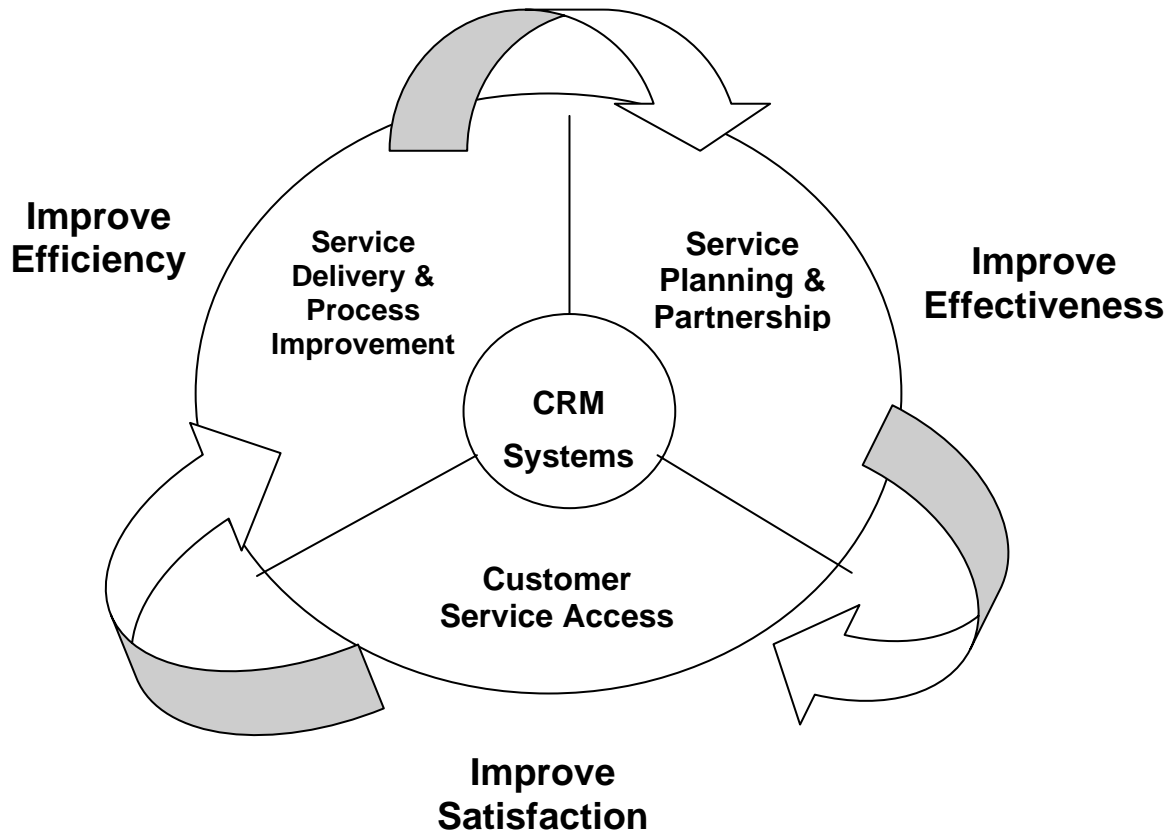 Improve
Efficiency
Service
Delivery &
Process
Improvement
Service
Planning &
Partnership
Improve
Effectiveness
CRM
Systems
Customer
Service Access
Improve
Satisfaction